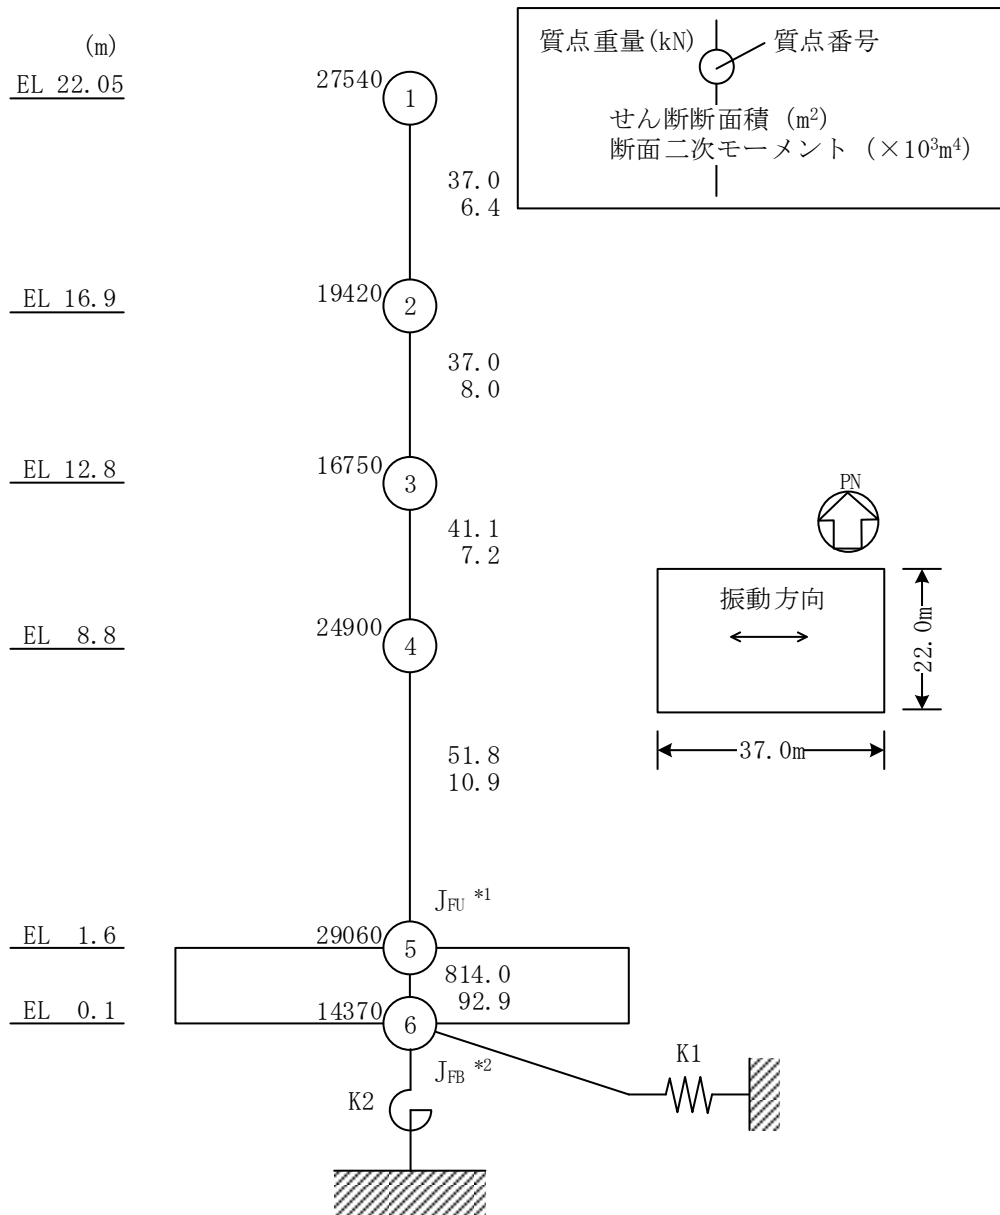 (m)
EL 22.05
27540
1
37.0
6.4
EL 16.9
19420
2
37.0
8.0
EL 12.8
16750
3
41.1
7.2
EL 8.8
24900
4
51.8
10.9
J_FU *1
EL 1.6
29060
5
814.0
92.9
EL 0.1
14370
6
J_FB *2
K2
K1
質点重量(kN)
質点番号
せん断断面積 (m²)
断面二次モーメント (×10³m⁴)
PN
振動方向
22.0m
37.0m